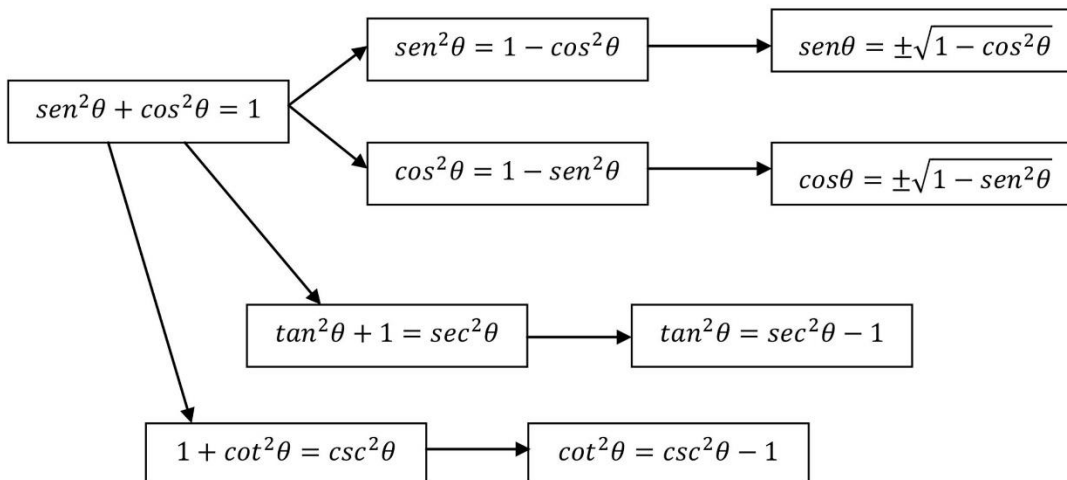 sen²θ = 1 − cos²θ
senθ = ±√(1 − cos²θ)
sen²θ + cos²θ = 1
cos²θ = 1 − sen²θ
cosθ = ±√(1 − sen²θ)
tan²θ + 1 = sec²θ
tan²θ = sec²θ − 1
1 + cot²θ = csc²θ
cot²θ = csc²θ − 1